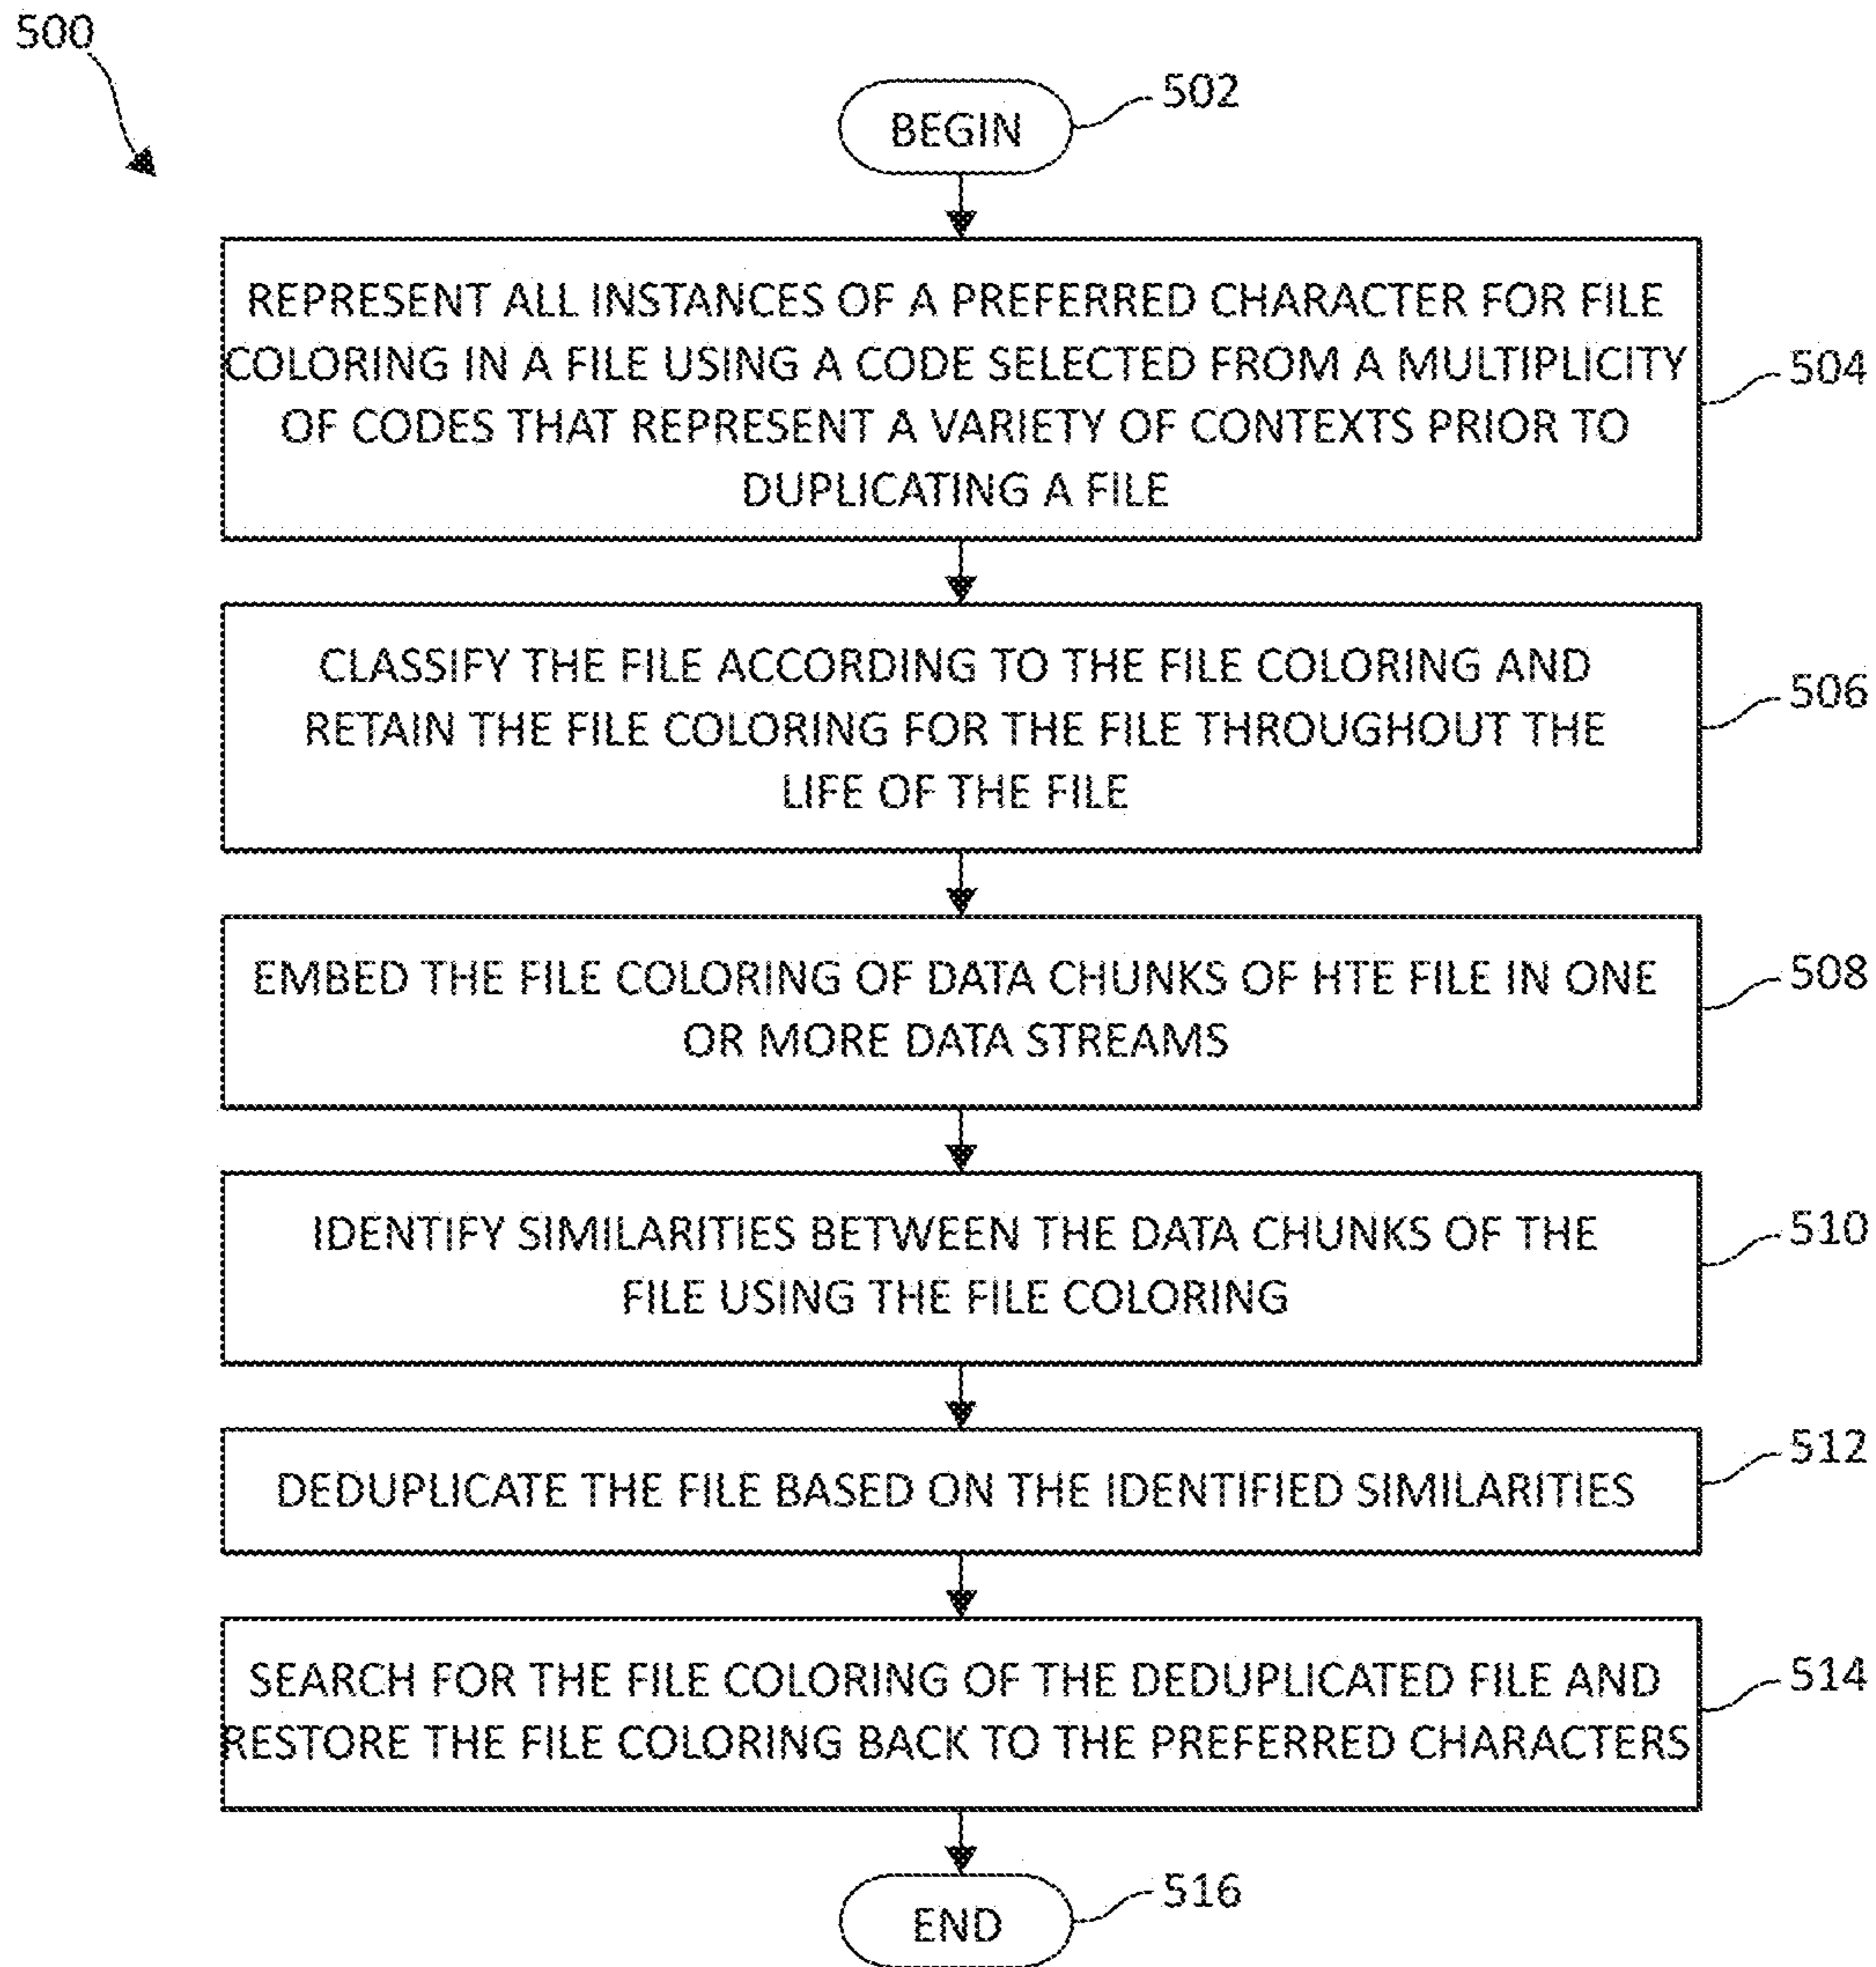 500
BEGIN
502
REPRESENT ALL INSTANCES OF A PREFERRED CHARACTER FOR FILE
COLORING IN A FILE USING A CODE SELECTED FROM A MULTIPLICITY
OF CODES THAT REPRESENT A VARIETY OF CONTEXTS PRIOR TO
DUPLICATING A FILE
504
CLASSIFY THE FILE ACCORDING TO THE FILE COLORING AND
RETAIN THE FILE COLORING FOR THE FILE THROUGHOUT THE
LIFE OF THE FILE
506
EMBED THE FILE COLORING OF DATA CHUNKS OF HTE FILE IN ONE
OR MORE DATA STREAMS
508
IDENTIFY SIMILARITIES BETWEEN THE DATA CHUNKS OF THE
FILE USING THE FILE COLORING
510
DEDUPLICATE THE FILE BASED ON THE IDENTIFIED SIMILARITIES
512
SEARCH FOR THE FILE COLORING OF THE DEDUPLICATED FILE AND
RESTORE THE FILE COLORING BACK TO THE PREFERRED CHARACTERS
514
END
516